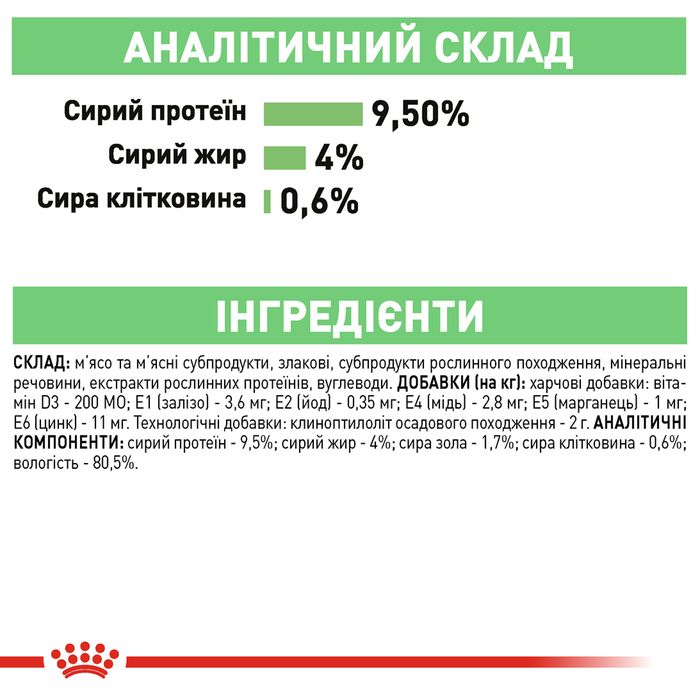 АНАЛІТИЧНИЙ СКЛАД
Сирий протеїн 9,50%
Сирий жир 4%
Сира клітковина 0,6%
ІНГРЕДІЄНТИ
СКЛАД: м'ясо та м'ясні субпродукти, злакові, субпродукти рослинного походження, мінеральні
речовини, екстракти рослинних протеїнів, вуглеводи. ДОБАВКИ (на кг): харчові добавки: віта-
мін D3 - 200 МО; Е1 (залізо) - 3,6 мг; Е2 (йод) - 0,35 мг; Е4 (мідь) - 2,8 мг; Е5 (марганець) - 1 мг;
Е6 (цинк) - 11 мг. Технологічні добавки: клиноптилоліт осадового походження - 2 г. АНАЛІТИЧНІ
КОМПОНЕНТИ: сирий протеїн - 9,5%; сирий жир - 4%; сира зола - 1,7%; сира клітковина - 0,6%;
вологість - 80,5%.